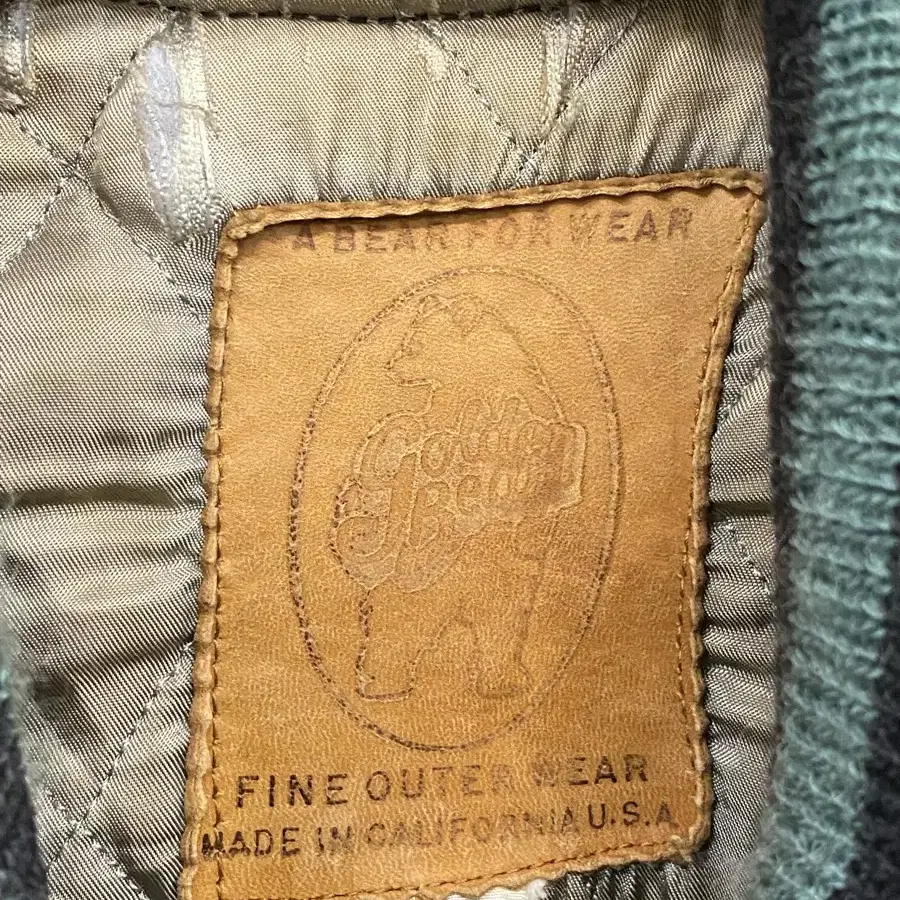 A BEAR FOR WEAR
Golden
Bear
FINE OUTER WEAR
MADE IN CALIFORNIA U.S.A.